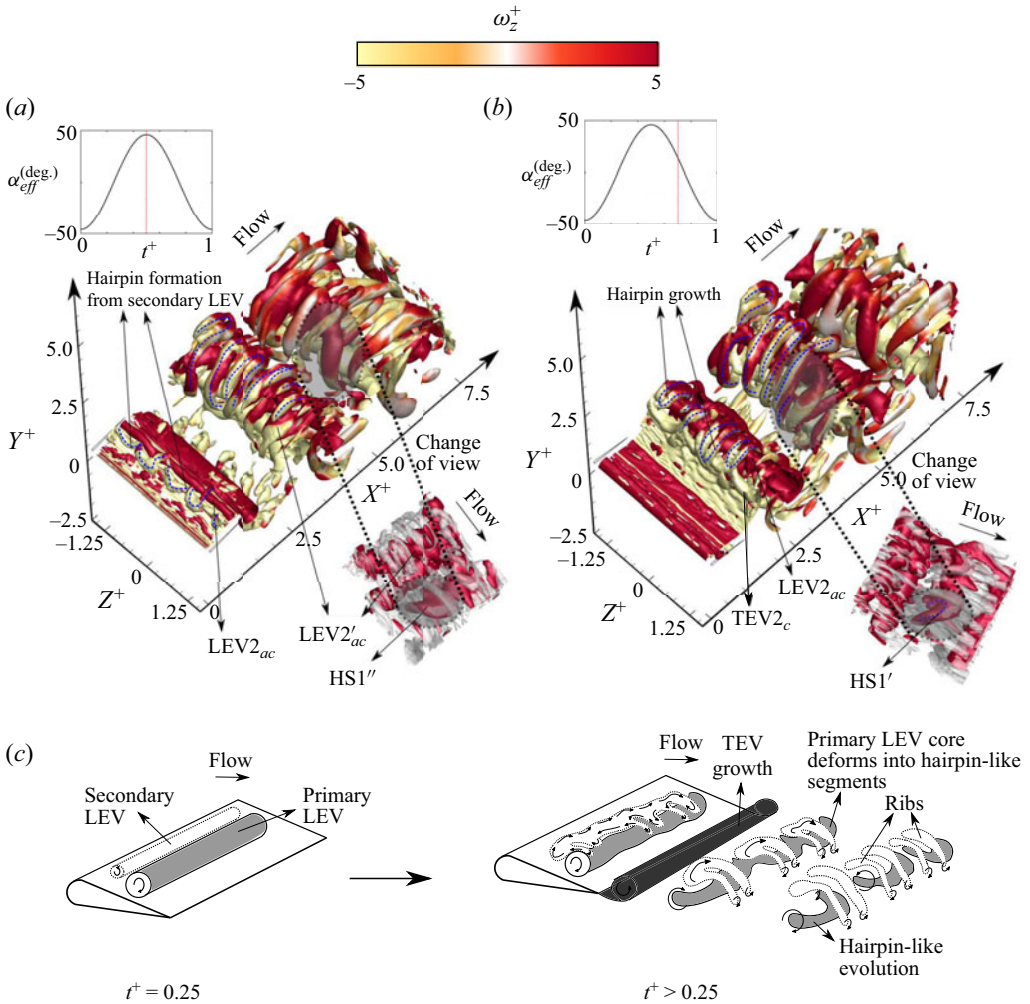 ω_z^+
−5
5
(a)
50
α_eff^(deg.)
−50
0
1
t^+
Flow
Hairpin formation
from secondary LEV
5.0
2.5
Y^+
0
−2.5
−1.25
0
Z^+
1.25
0
2.5
X^+
5.0
7.5
Change
of view
Flow
LEV2_ac
LEV2′_ac
HS1″
(b)
50
α_eff^(deg.)
−50
0
1
t^+
Flow
Hairpin growth
5.0
2.5
Y^+
0
−2.5
−1.25
0
Z^+
1.25
0
2.5
X^+
5.0
7.5
Change
of view
Flow
LEV2_ac
TEV2_c
HS1′
(c)
Flow
Secondary
LEV
Primary
LEV
t^+ = 0.25
Flow
TEV
growth
Primary LEV core
deforms into hairpin-like
segments
Ribs
Hairpin-like
evolution
t^+ > 0.25